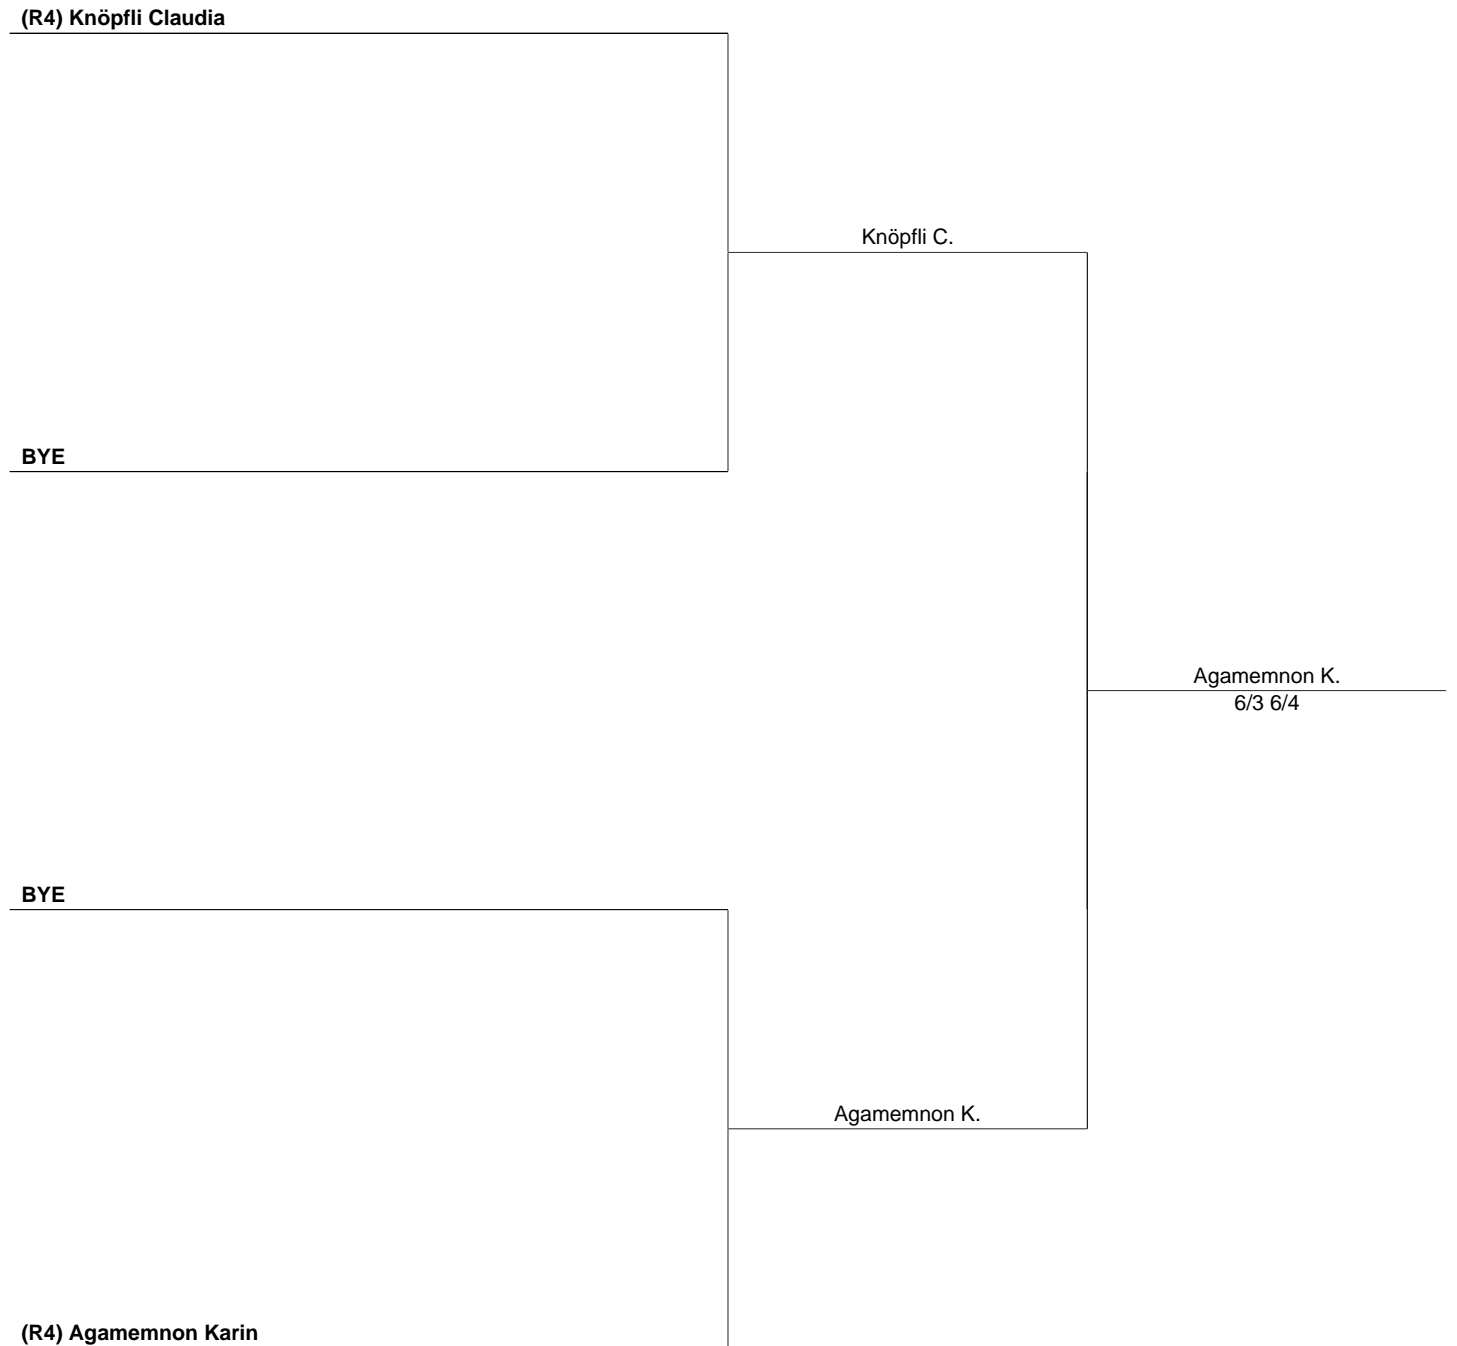 (R4) Knöpfli Claudia
Knöpfli C.
BYE
Agamemnon K.
6/3 6/4
BYE
Agamemnon K.
(R4) Agamemnon Karin